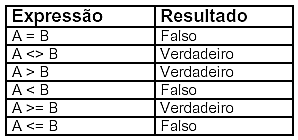 Expressão Resultado
A = B Falso
A <> B Verdadeiro
A > B Verdadeiro
A < B Falso
A >= B Verdadeiro
A <= B Falso